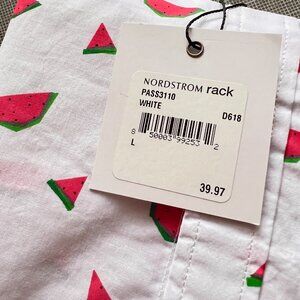 NORDSTROM rack
PASS3110
WHITE D618
8 50003 99253 2
L
39.97